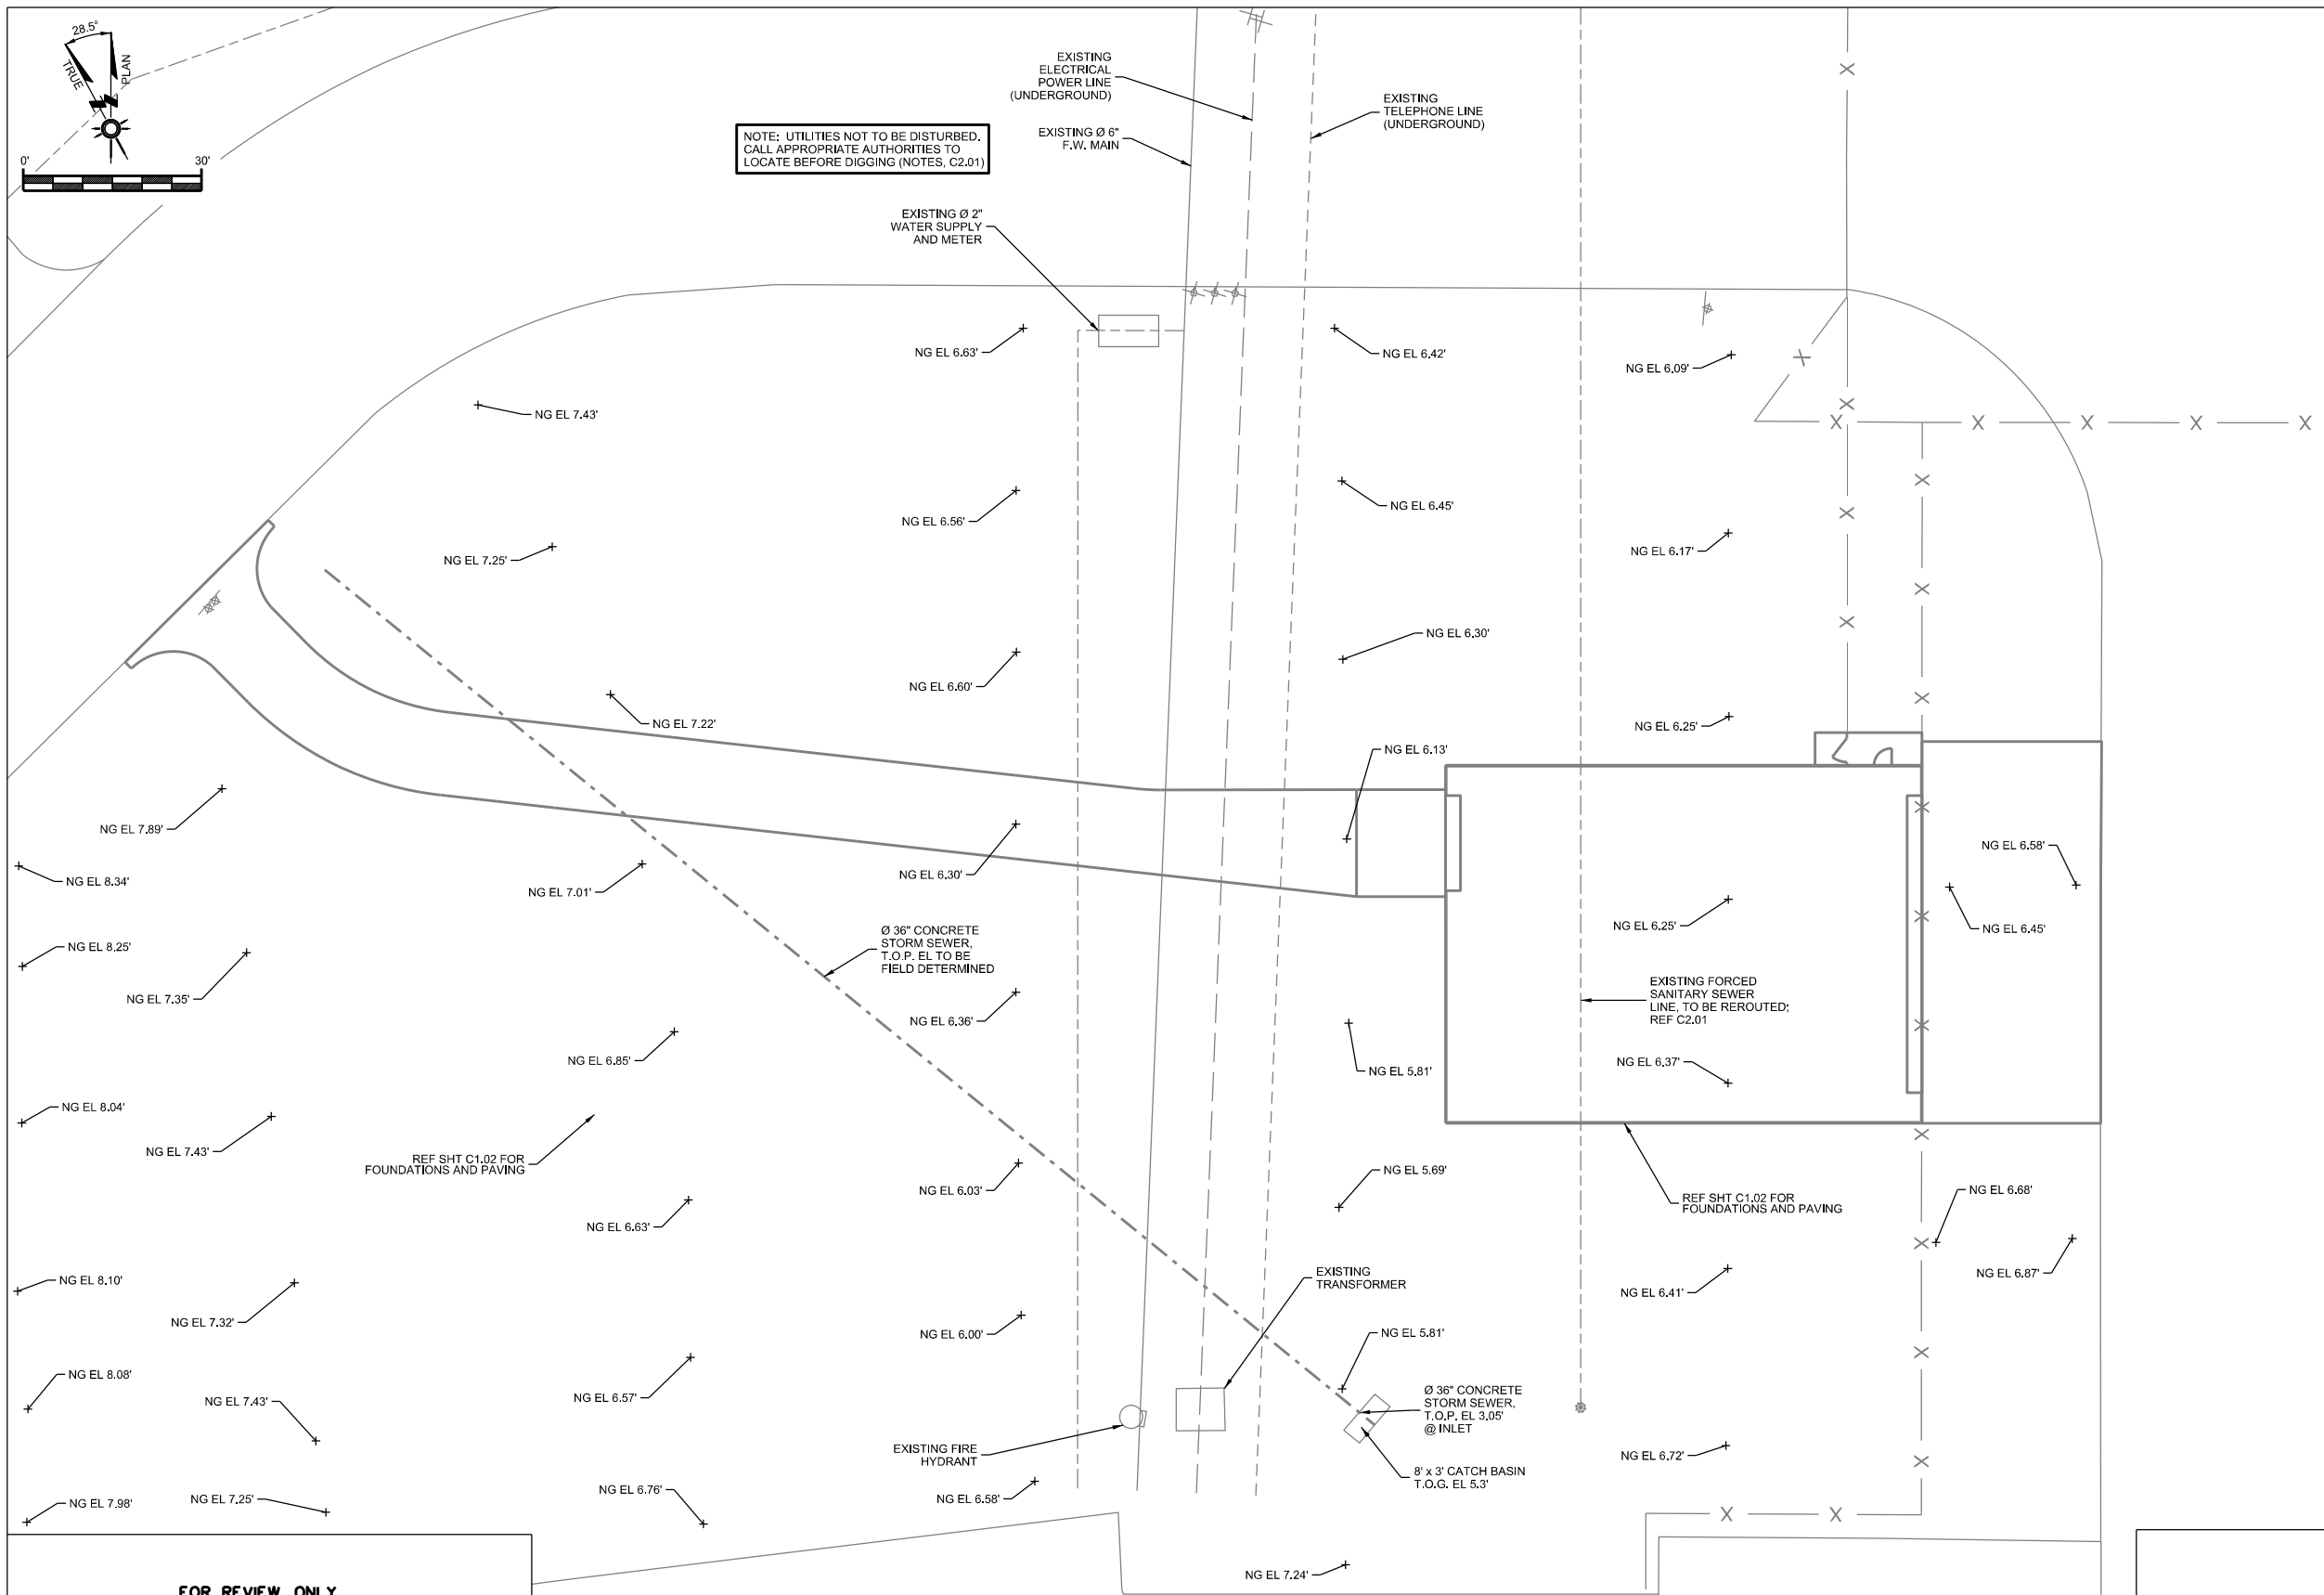 28.5°
TRUE
PLAN
0'
30'
NOTE: UTILITIES NOT TO BE DISTURBED.
CALL APPROPRIATE AUTHORITIES TO
LOCATE BEFORE DIGGING (NOTES, C2.01)
EXISTING
ELECTRICAL
POWER LINE
(UNDERGROUND)
EXISTING Ø 6"
F.W. MAIN
EXISTING
TELEPHONE LINE
(UNDERGROUND)
EXISTING Ø 2"
WATER SUPPLY
AND METER
NG EL 6.63'
NG EL 6.42'
NG EL 6.09'
NG EL 7.43'
NG EL 6.56'
NG EL 6.45'
NG EL 7.25'
NG EL 6.17'
NG EL 6.30'
NG EL 6.60'
NG EL 7.22'
NG EL 6.25'
NG EL 6.13'
NG EL 7.89'
NG EL 6.58'
NG EL 8.34'
NG EL 7.01'
NG EL 6.30'
NG EL 6.25'
NG EL 6.45'
NG EL 8.25'
Ø 36" CONCRETE
STORM SEWER,
T.O.P. EL TO BE
FIELD DETERMINED
NG EL 7.35'
EXISTING FORCED
SANITARY SEWER
LINE, TO BE REROUTED;
REF C2.01
NG EL 6.36'
NG EL 6.85'
NG EL 5.81'
NG EL 6.37'
NG EL 8.04'
NG EL 7.43'
REF SHT C1.02 FOR
FOUNDATIONS AND PAVING
NG EL 6.03'
NG EL 5.69'
REF SHT C1.02 FOR
FOUNDATIONS AND PAVING
NG EL 6.68'
NG EL 6.63'
NG EL 8.10'
EXISTING
TRANSFORMER
NG EL 6.87'
NG EL 6.41'
NG EL 7.32'
NG EL 6.00'
NG EL 5.81'
NG EL 8.08'
NG EL 7.43'
NG EL 6.57'
Ø 36" CONCRETE
STORM SEWER,
T.O.P. EL 3.05'
@ INLET
EXISTING FIRE
HYDRANT
NG EL 6.72'
8' x 3' CATCH BASIN
T.O.G. EL 5.3'
NG EL 7.98'
NG EL 7.25'
NG EL 6.76'
NG EL 6.58'
NG EL 7.24'
FOR REVIEW ONLY